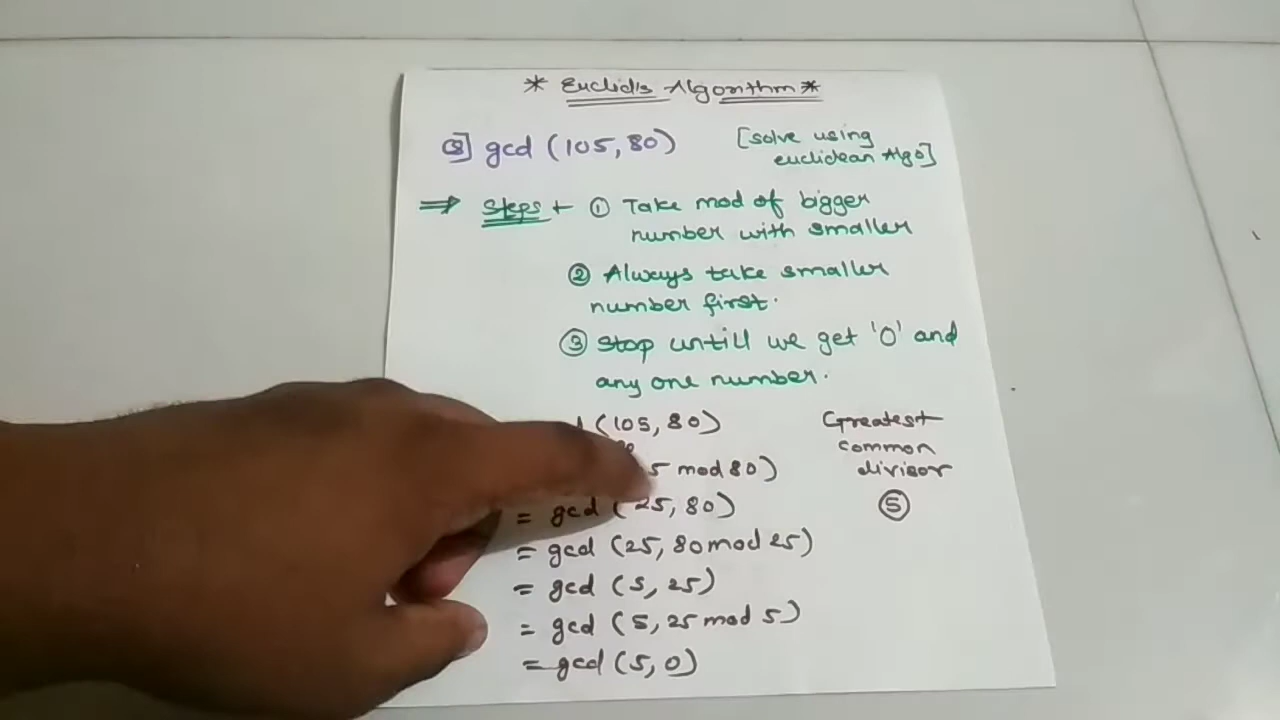 * Euclid's Algorithm *
Q] gcd (105, 80) [solve using
euclidean Algo]
⇒ Steps → ① Take mod of bigger
number with smaller
② Always take smaller
number first.
③ Stop untill we get '0' and
any one number.
(105, 80)
5 mod 80)
= gcd (25, 80)
= gcd (25, 80 mod 25)
= gcd (5, 25)
= gcd (5, 25 mod 5)
= gcd (5, 0)
Greatest
common
divisor
⑤